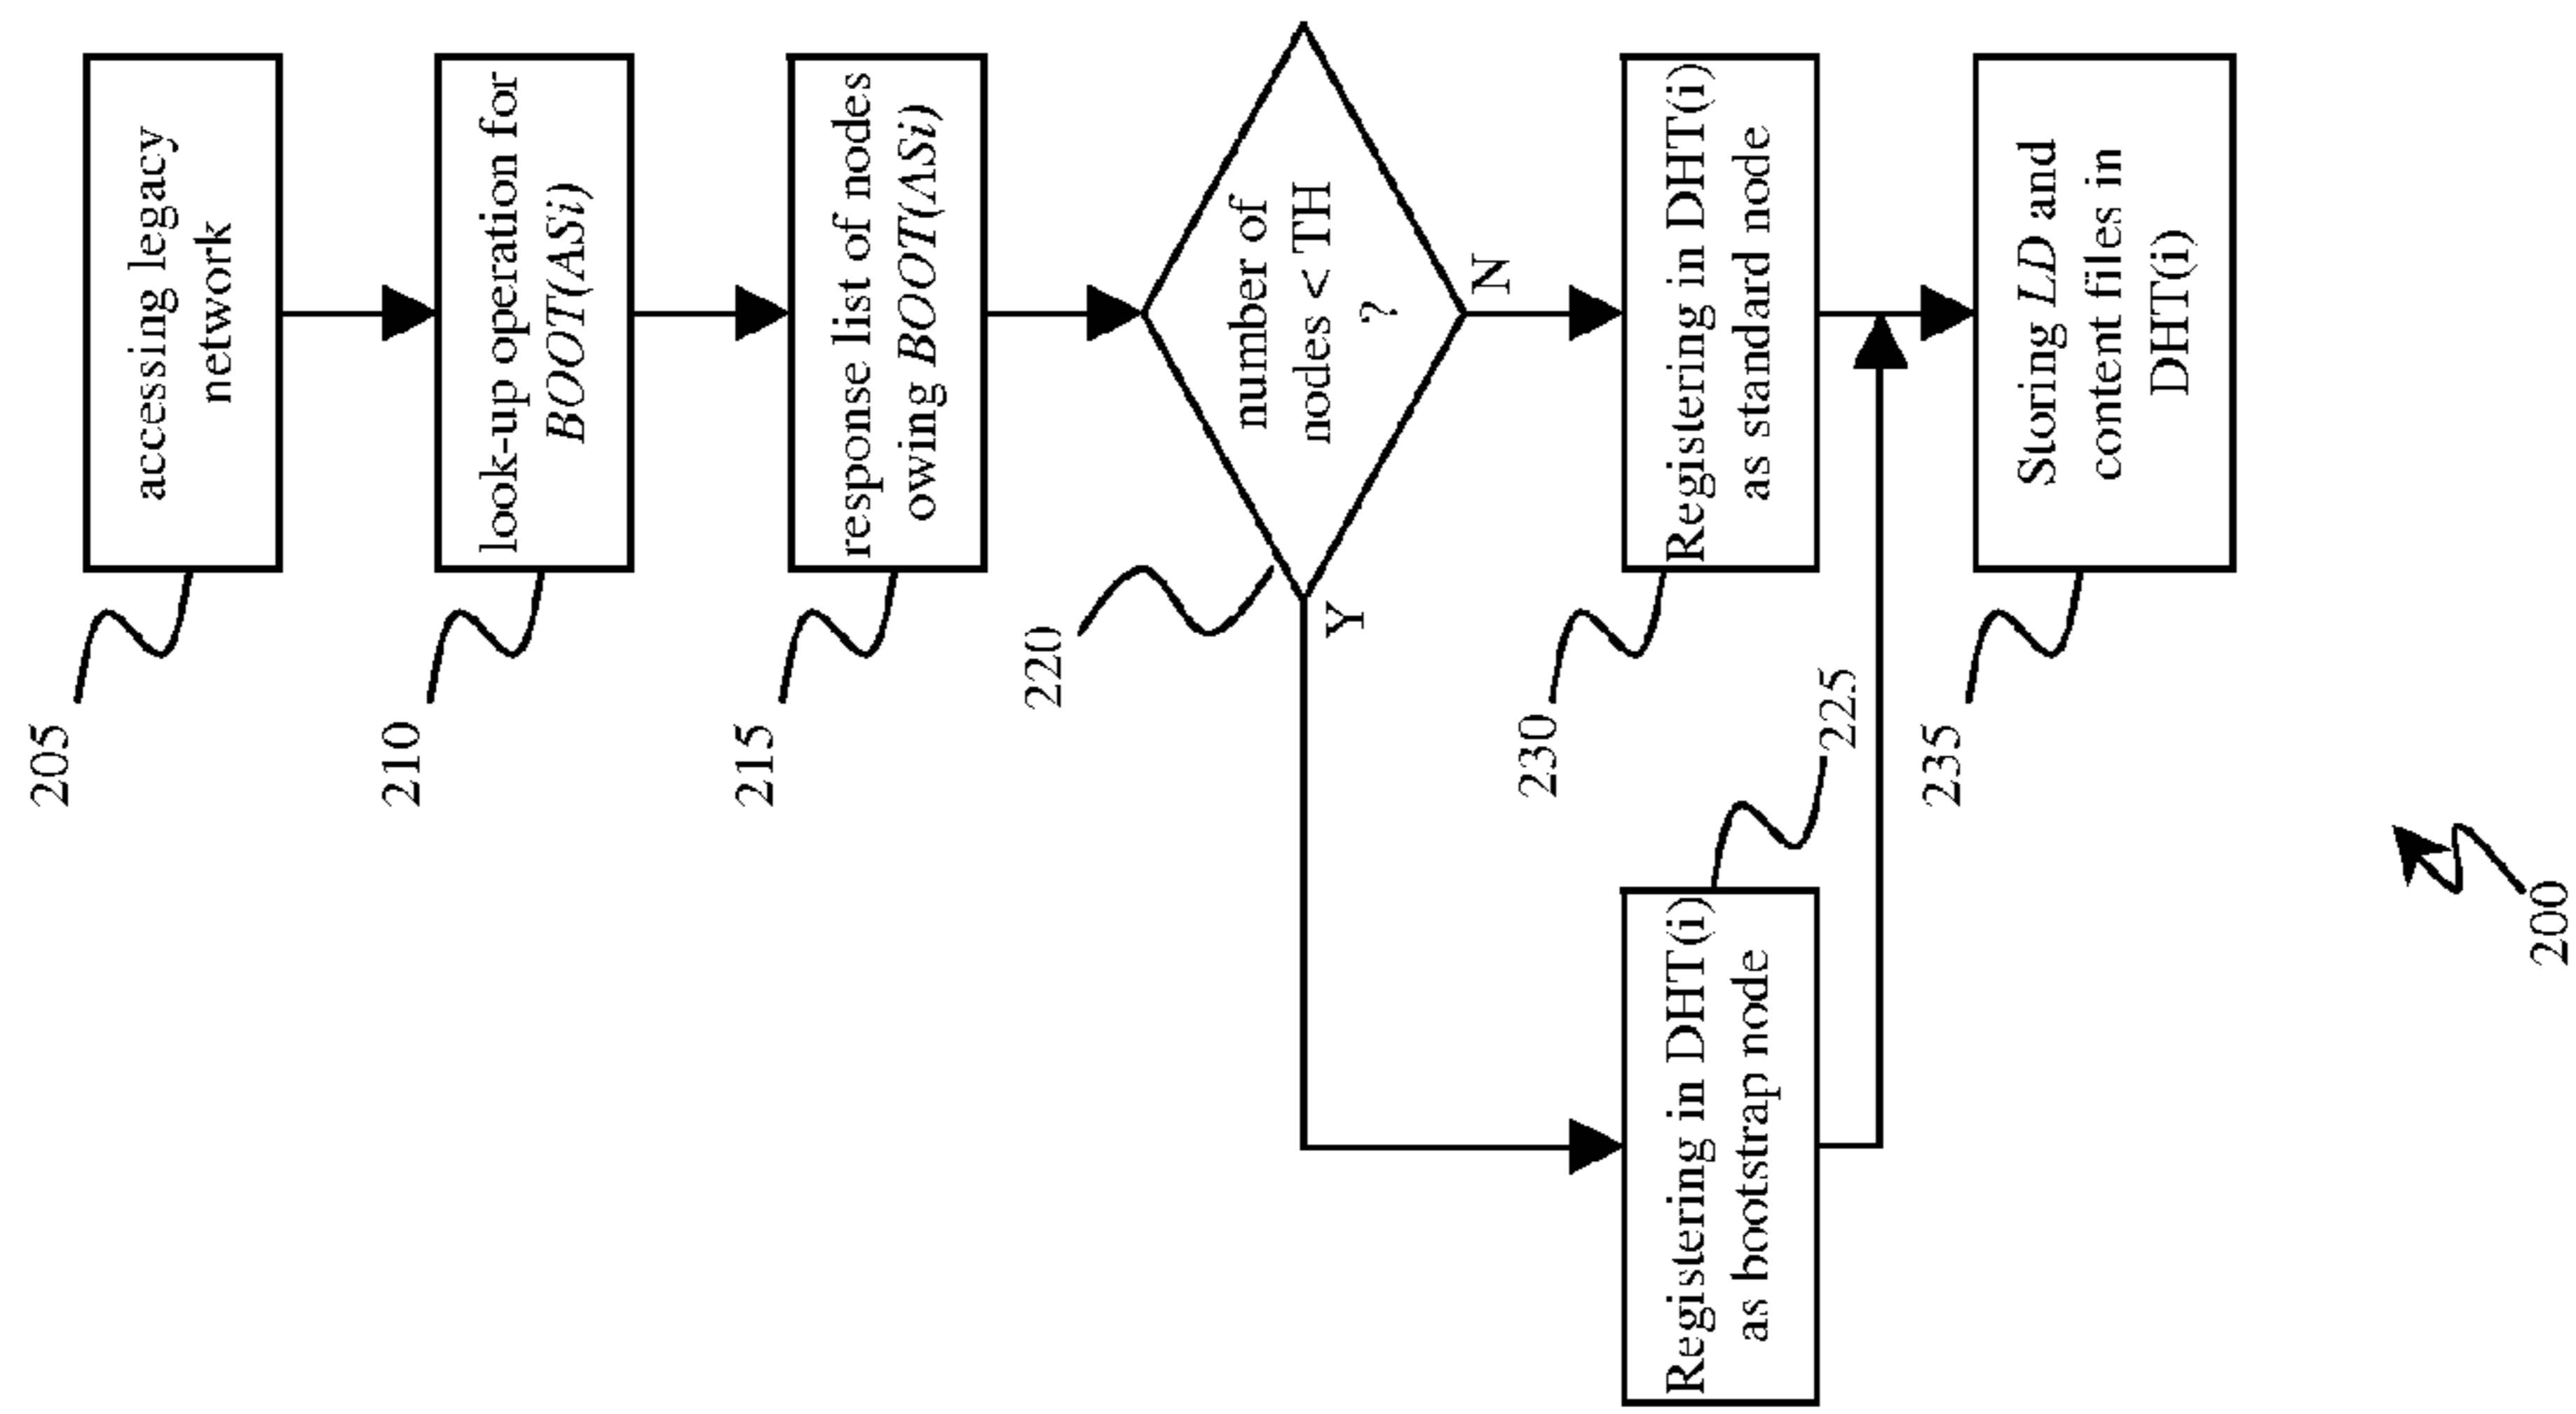 205
accessing legacy
network
210
look-up operation for
BOOT(ASi)
215
response list of nodes
owing BOOT(ASi)
220
number of
nodes < TH
?
Y
N
230
Registering in DHT(i)
as standard node
225
Registering in DHT(i)
as bootstrap node
235
Storing LD and
content files in
DHT(i)
200